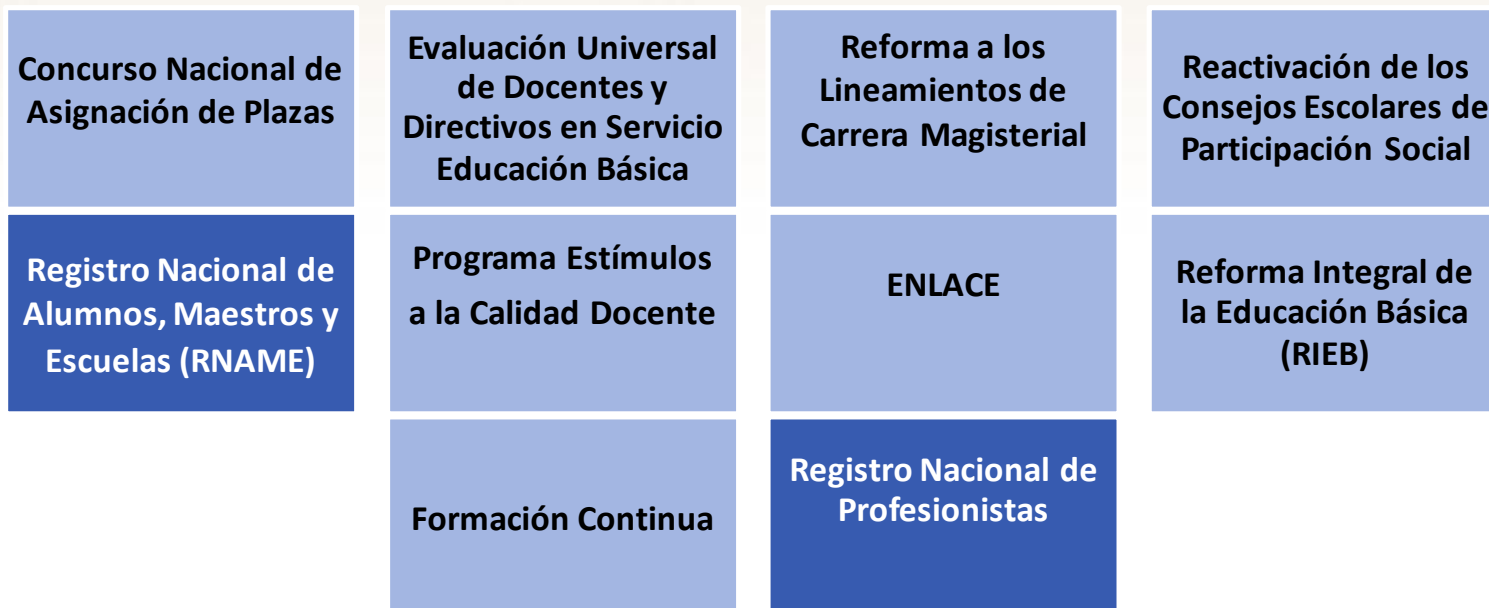 Concurso Nacional de
Asignación de Plazas
Evaluación Universal
de Docentes y
Directivos en Servicio
Educación Básica
Reforma a los
Lineamientos de
Carrera Magisterial
Reactivación de los
Consejos Escolares de
Participación Social
Registro Nacional de
Alumnos, Maestros y
Escuelas (RNAME)
Programa Estímulos
a la Calidad Docente
ENLACE
Reforma Integral de
la Educación Básica
(RIEB)
Formación Continua
Registro Nacional de
Profesionistas